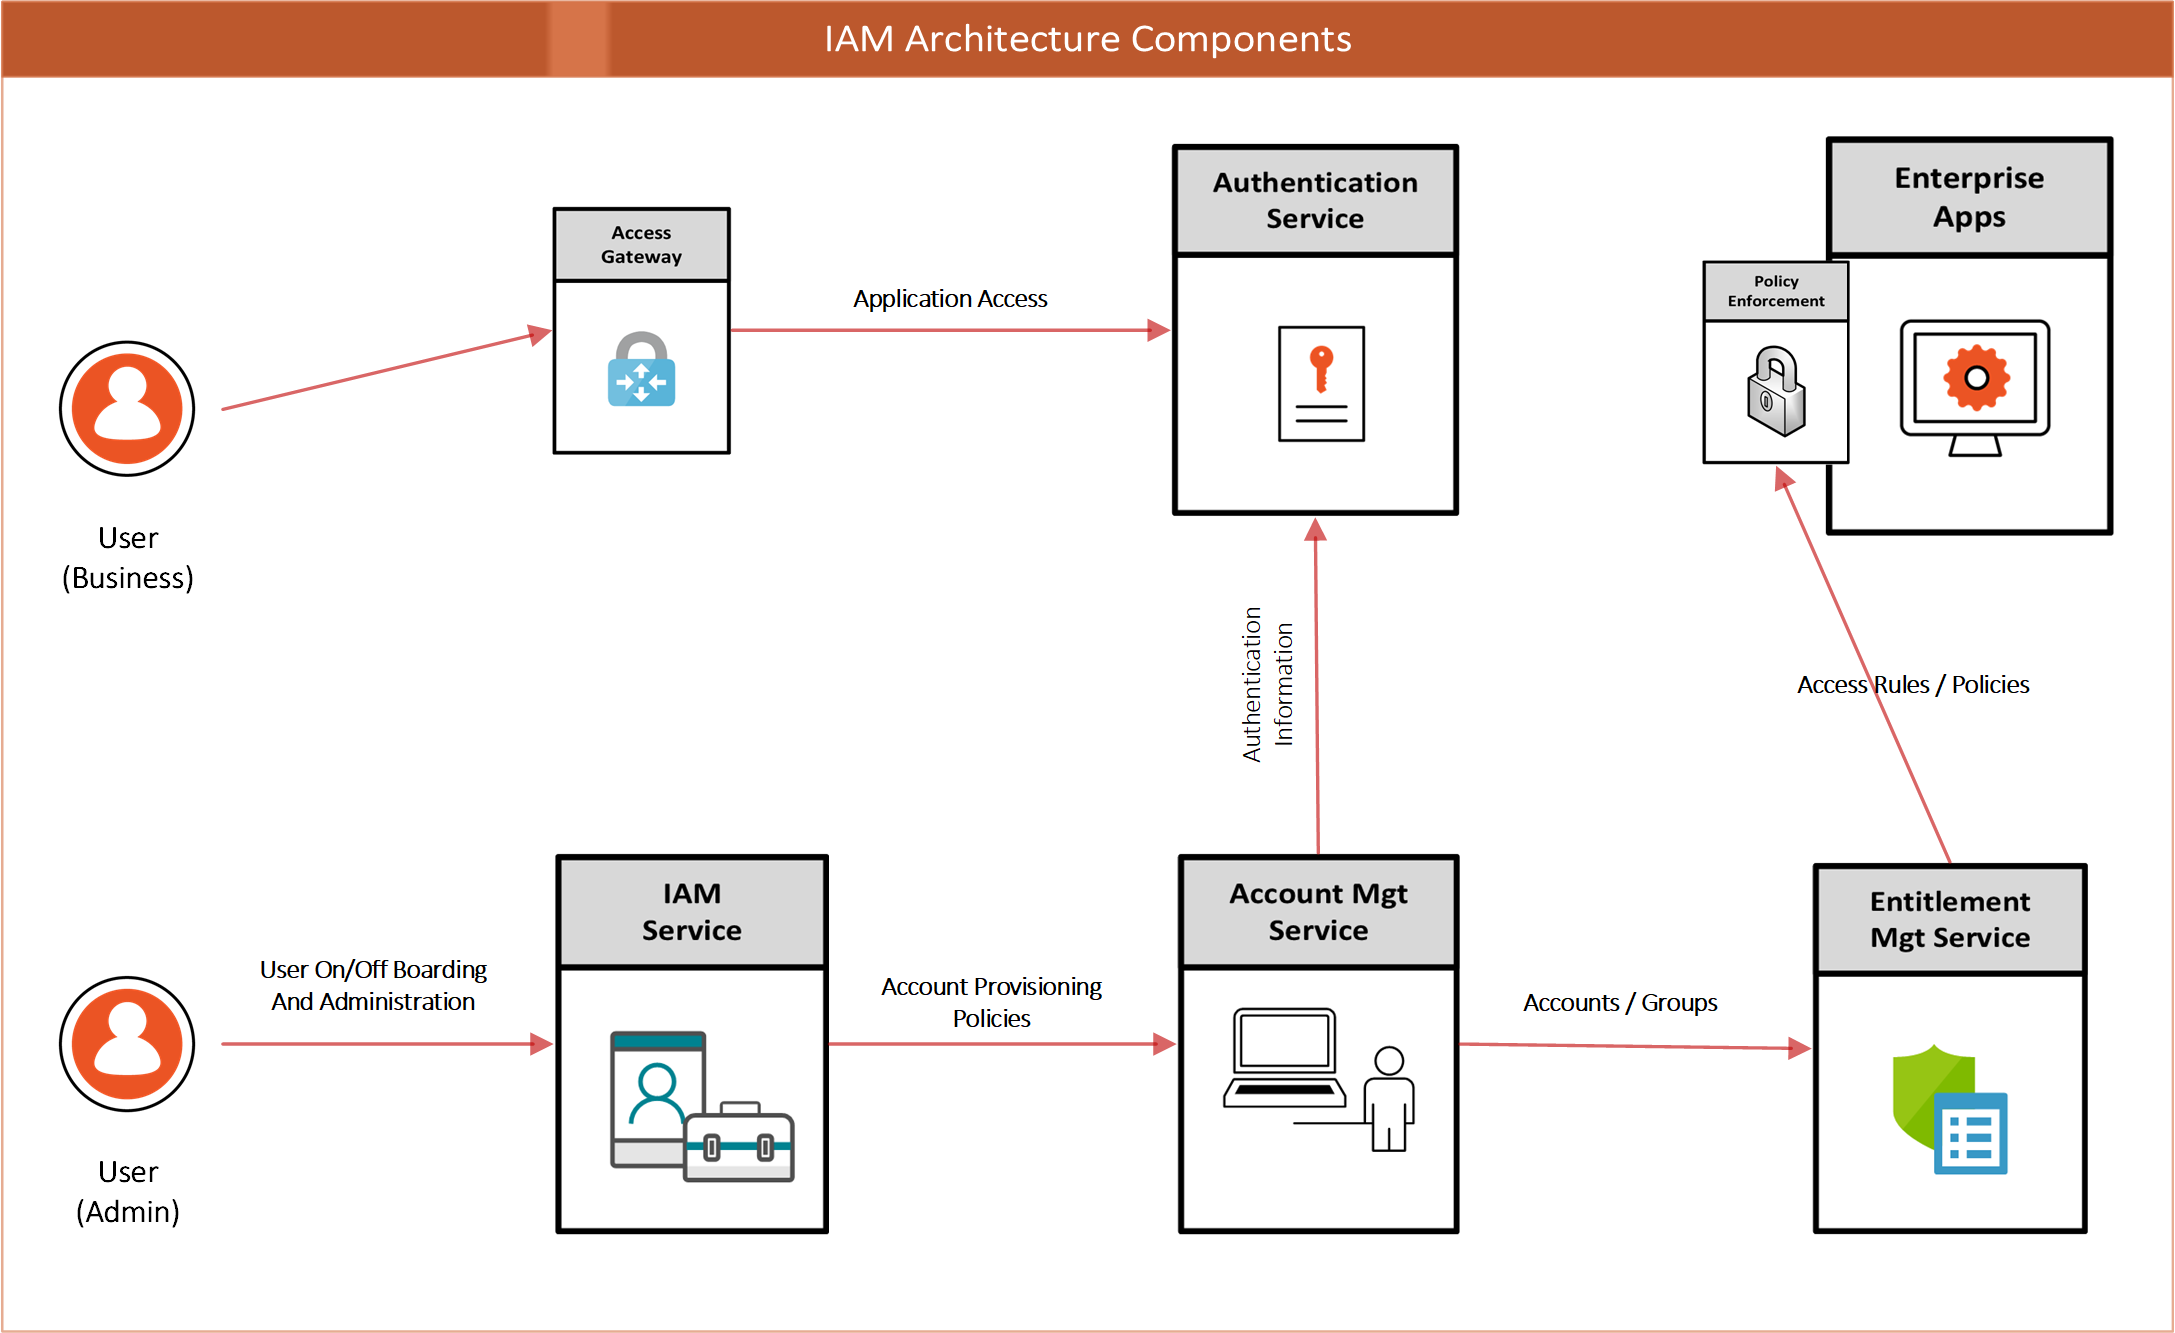 IAM Architecture Components
Authentication
Service
Enterprise
Apps
Access
Gateway
Policy
Enforcement
Application Access
User
(Business)
Authentication
Information
Access Rules / Policies
IAM
Service
Account Mgt
Service
Entitlement
Mgt Service
User On/Off Boarding
And Administration
Account Provisioning
Policies
Accounts / Groups
User
(Admin)